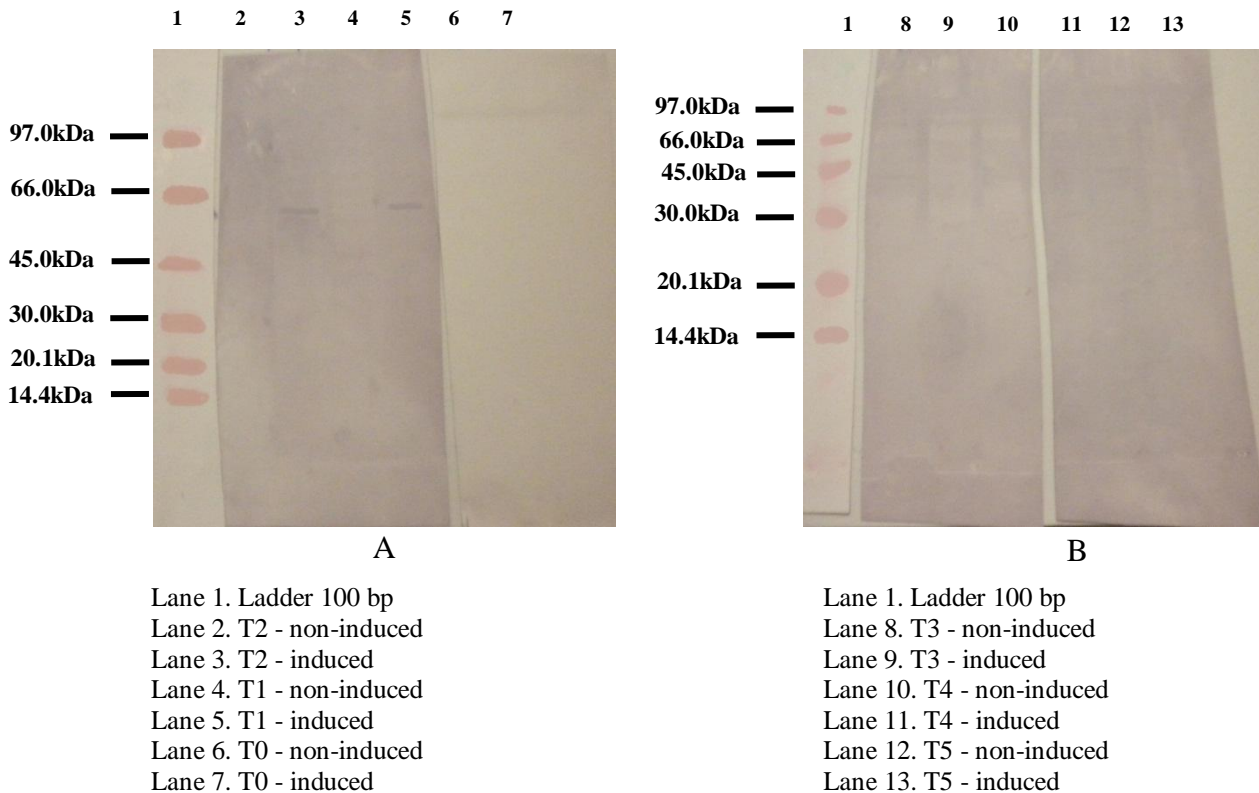 1 2 3 4 5 6 7
97.0kDa
66.0kDa
45.0kDa
30.0kDa
20.1kDa
14.4kDa
A
Lane 1. Ladder 100 bp
Lane 2. T2 - non-induced
Lane 3. T2 - induced
Lane 4. T1 - non-induced
Lane 5. T1 - induced
Lane 6. T0 - non-induced
Lane 7. T0 - induced
1 8 9 10 11 12 13
97.0kDa
66.0kDa
45.0kDa
30.0kDa
20.1kDa
14.4kDa
B
Lane 1. Ladder 100 bp
Lane 8. T3 - non-induced
Lane 9. T3 - induced
Lane 10. T4 - non-induced
Lane 11. T4 - induced
Lane 12. T5 - non-induced
Lane 13. T5 - induced